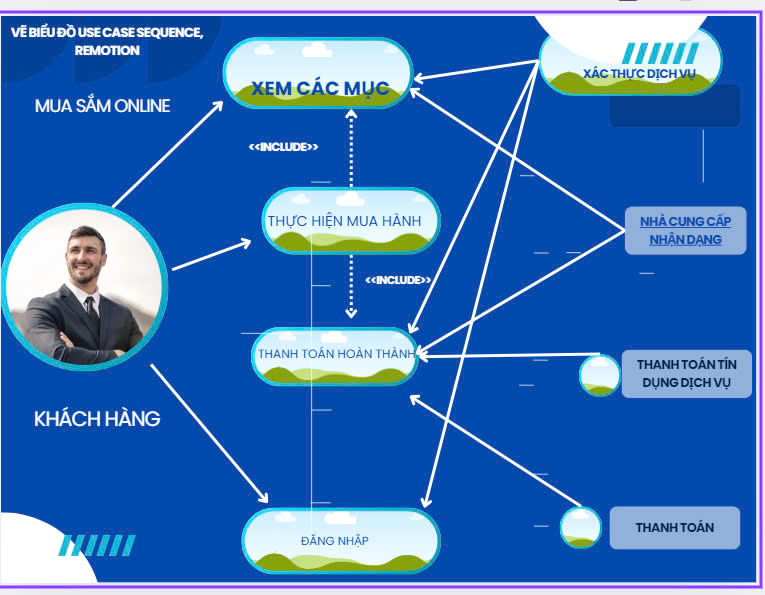 VẼ BIỂU ĐỒ USE CASE SEQUENCE,
REMOTION
MUA SẮM ONLINE
XEM CÁC MỤC
XÁC THỰC DỊCH VỤ
<<INCLUDE>>
THỰC HIỆN MUA HÀNH
NHÀ CUNG CẤP
NHẬN DẠNG
<<INCLUDE>>
THANH TOÁN HOÀN THÀNH
THANH TOÁN TÍN
DỤNG DỊCH VỤ
KHÁCH HÀNG
THANH TOÁN
ĐĂNG NHẬP